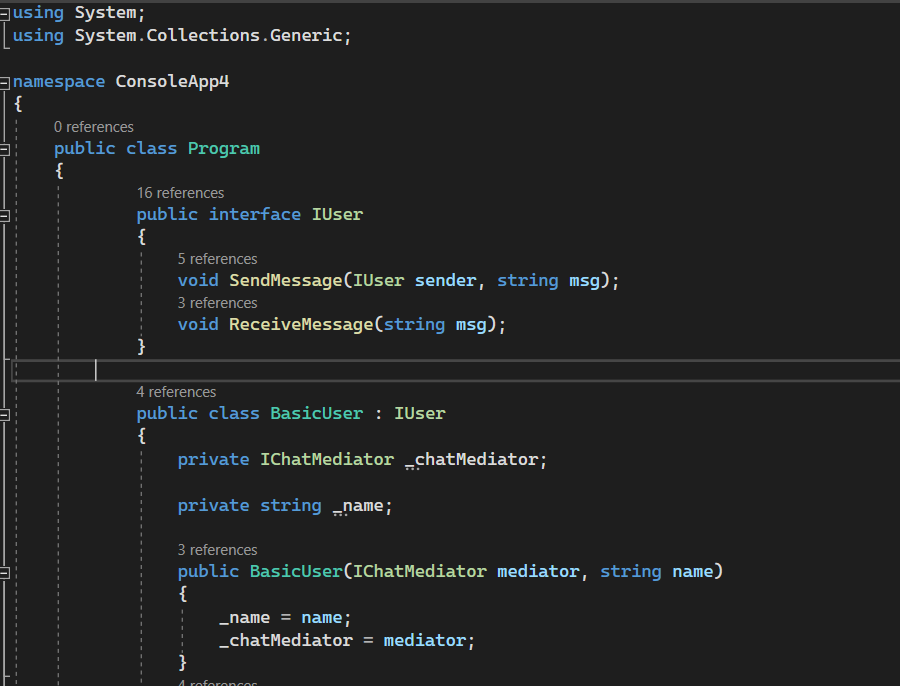 using System;
using System.Collections.Generic;
namespace ConsoleApp4
{
0 references
public class Program
{
16 references
public interface IUser
{
5 references
void SendMessage(IUser sender, string msg);
3 references
void ReceiveMessage(string msg);
}
4 references
public class BasicUser : IUser
{
private IChatMediator _chatMediator;
private string _name;
3 references
public BasicUser(IChatMediator mediator, string name)
{
_name = name;
_chatMediator = mediator;
}
4 references